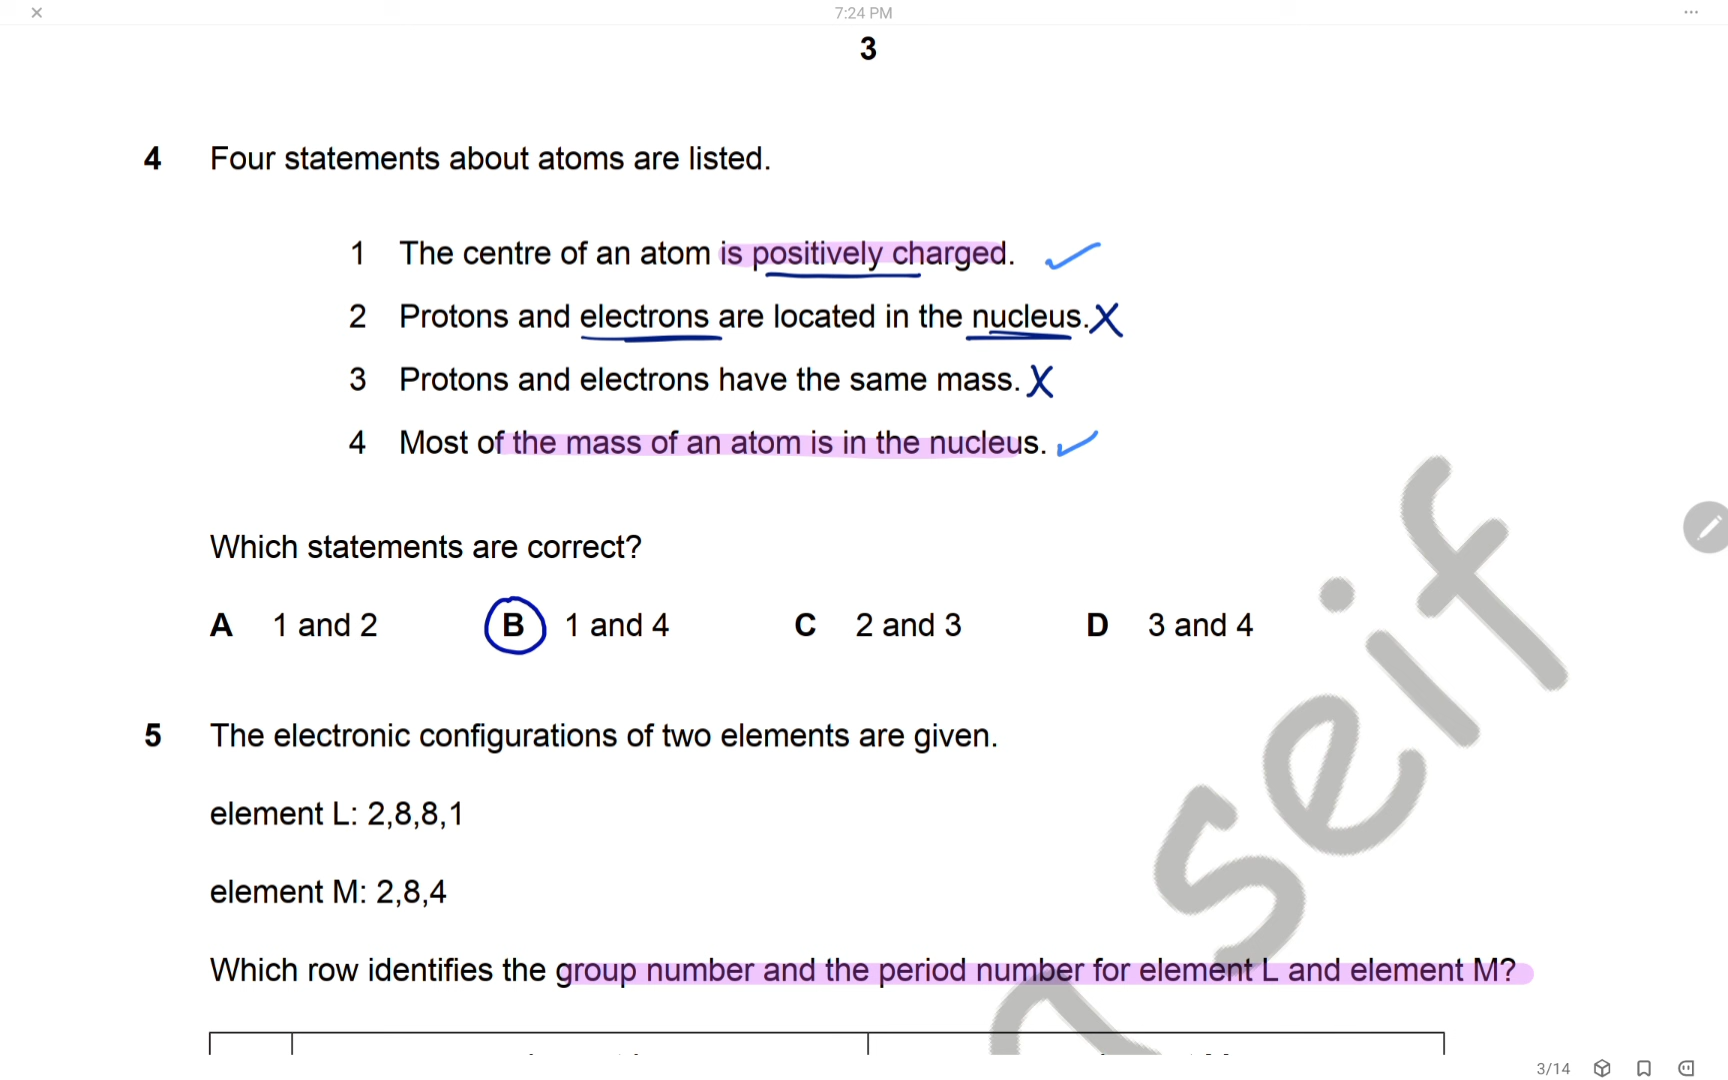 7:24 PM
3
4 Four statements about atoms are listed.
1 The centre of an atom is positively charged.
2 Protons and electrons are located in the nucleus.
3 Protons and electrons have the same mass.
4 Most of the mass of an atom is in the nucleus.
Which statements are correct?
A 1 and 2 B 1 and 4 C 2 and 3 D 3 and 4
5 The electronic configurations of two elements are given.
element L: 2,8,8,1
element M: 2,8,4
Which row identifies the group number and the period number for element L and element M?
seif
3/14